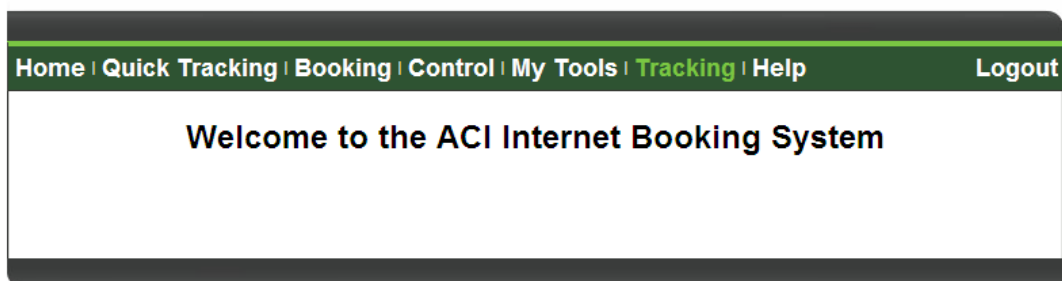 Home | Quick Tracking | Booking | Control | My Tools | Tracking | Help Logout
Welcome to the ACI Internet Booking System